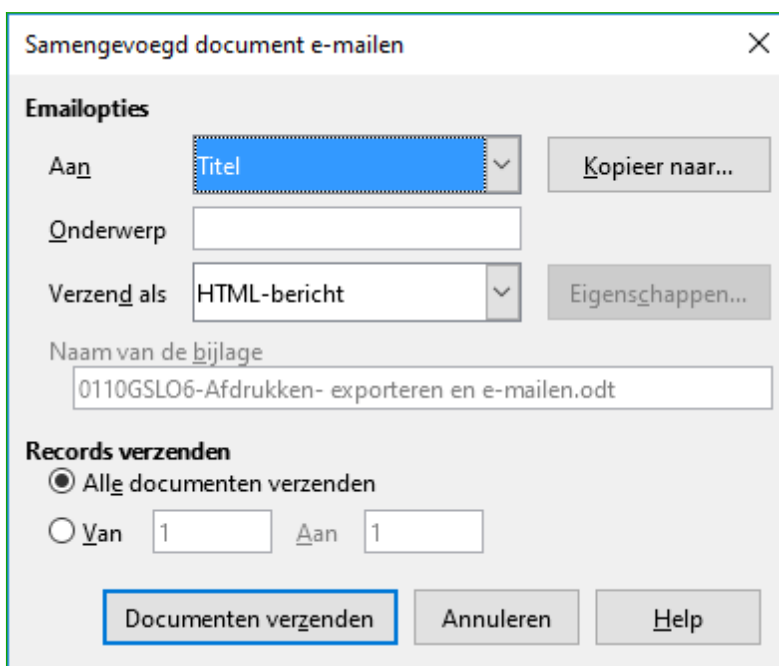 Samengevoegd document e-mailen
Emailopties
Aan Titel Kopieer naar...
Onderwerp
Verzend als HTML-bericht Eigenschappen...
Naam van de bijlage
0110GSLO6-Afdrukken- exporteren en e-mailen.odt
Records verzenden
Alle documenten verzenden
Van 1 Aan 1
Documenten verzenden Annuleren Help